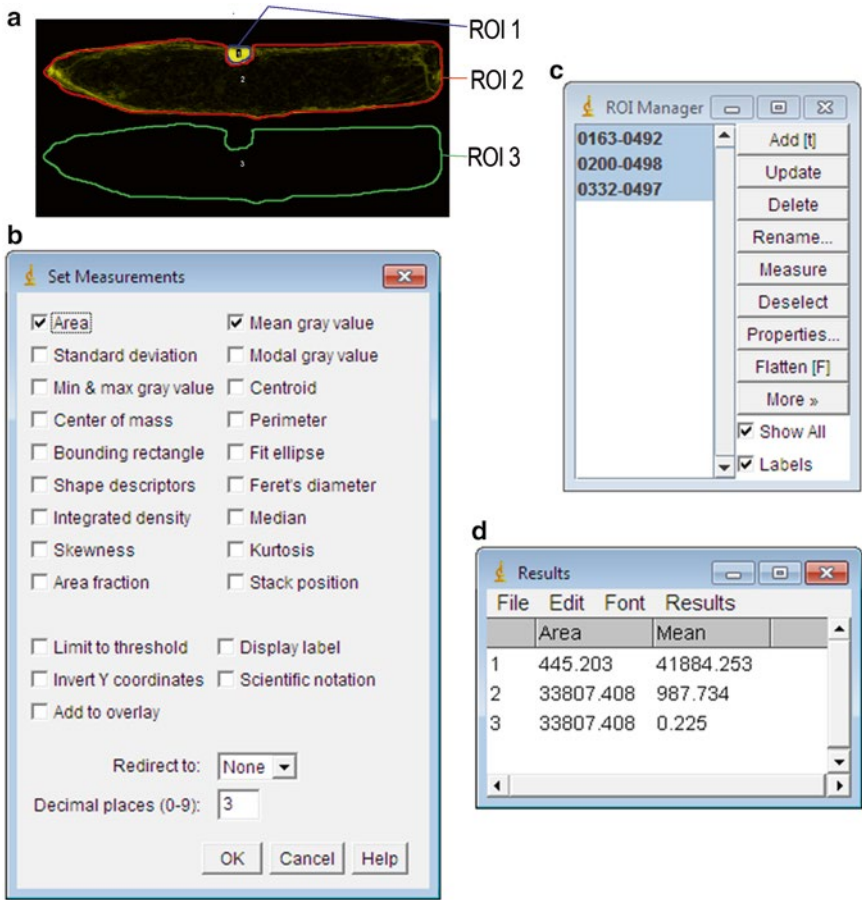 a
ROI 1
ROI 2
ROI 3
2
3
b
Set Measurements
Area
Mean gray value
Standard deviation
Modal gray value
Min & max gray value
Centroid
Center of mass
Perimeter
Bounding rectangle
Fit ellipse
Shape descriptors
Feret's diameter
Integrated density
Median
Skewness
Kurtosis
Area fraction
Stack position
Limit to threshold
Display label
Invert Y coordinates
Scientific notation
Add to overlay
Redirect to: None
Decimal places (0-9): 3
OK Cancel Help
c
ROI Manager
0163-0492
0200-0498
0332-0497
Add [t]
Update
Delete
Rename...
Measure
Deselect
Properties...
Flatten [F]
More »
Show All
Labels
d
Results
File Edit Font Results
Area Mean
1 445.203 41884.253
2 33807.408 987.734
3 33807.408 0.225